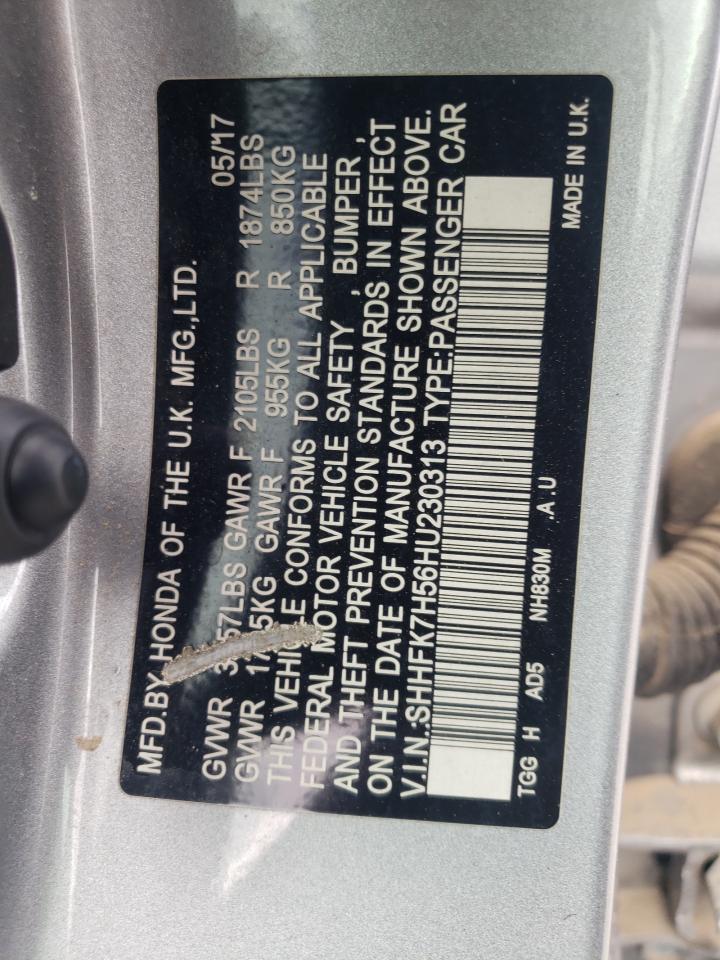 MFD.BY HONDA OF THE U.K. MFG.,LTD.
05/17
GVWR LBS GAWR F 2105LBS R 1874LBS
GVWR KG GAWR F 955KG R 850KG
THIS VEHICLE CONFORMS TO ALL APPLICABLE
FEDERAL MOTOR VEHICLE SAFETY , BUMPER ,
AND THEFT PREVENTION STANDARDS IN EFFECT
ON THE DATE OF MANUFACTURE SHOWN ABOVE.
V.I.N.:SHHFK7H56HU230313 TYPE:PASSENGER CAR
TGG H AD5 NH830M .A .U MADE IN U.K.